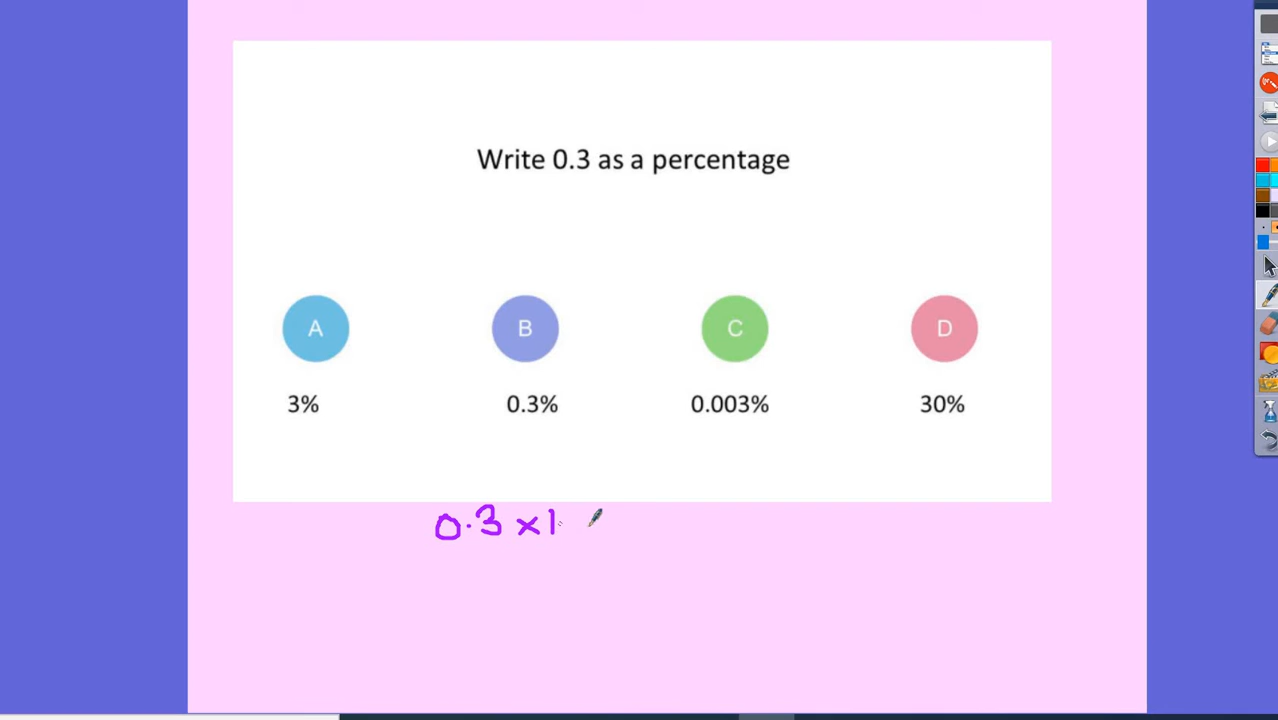 Write 0.3 as a percentage
A B C D
3% 0.3% 0.003% 30%
0.3 ×1